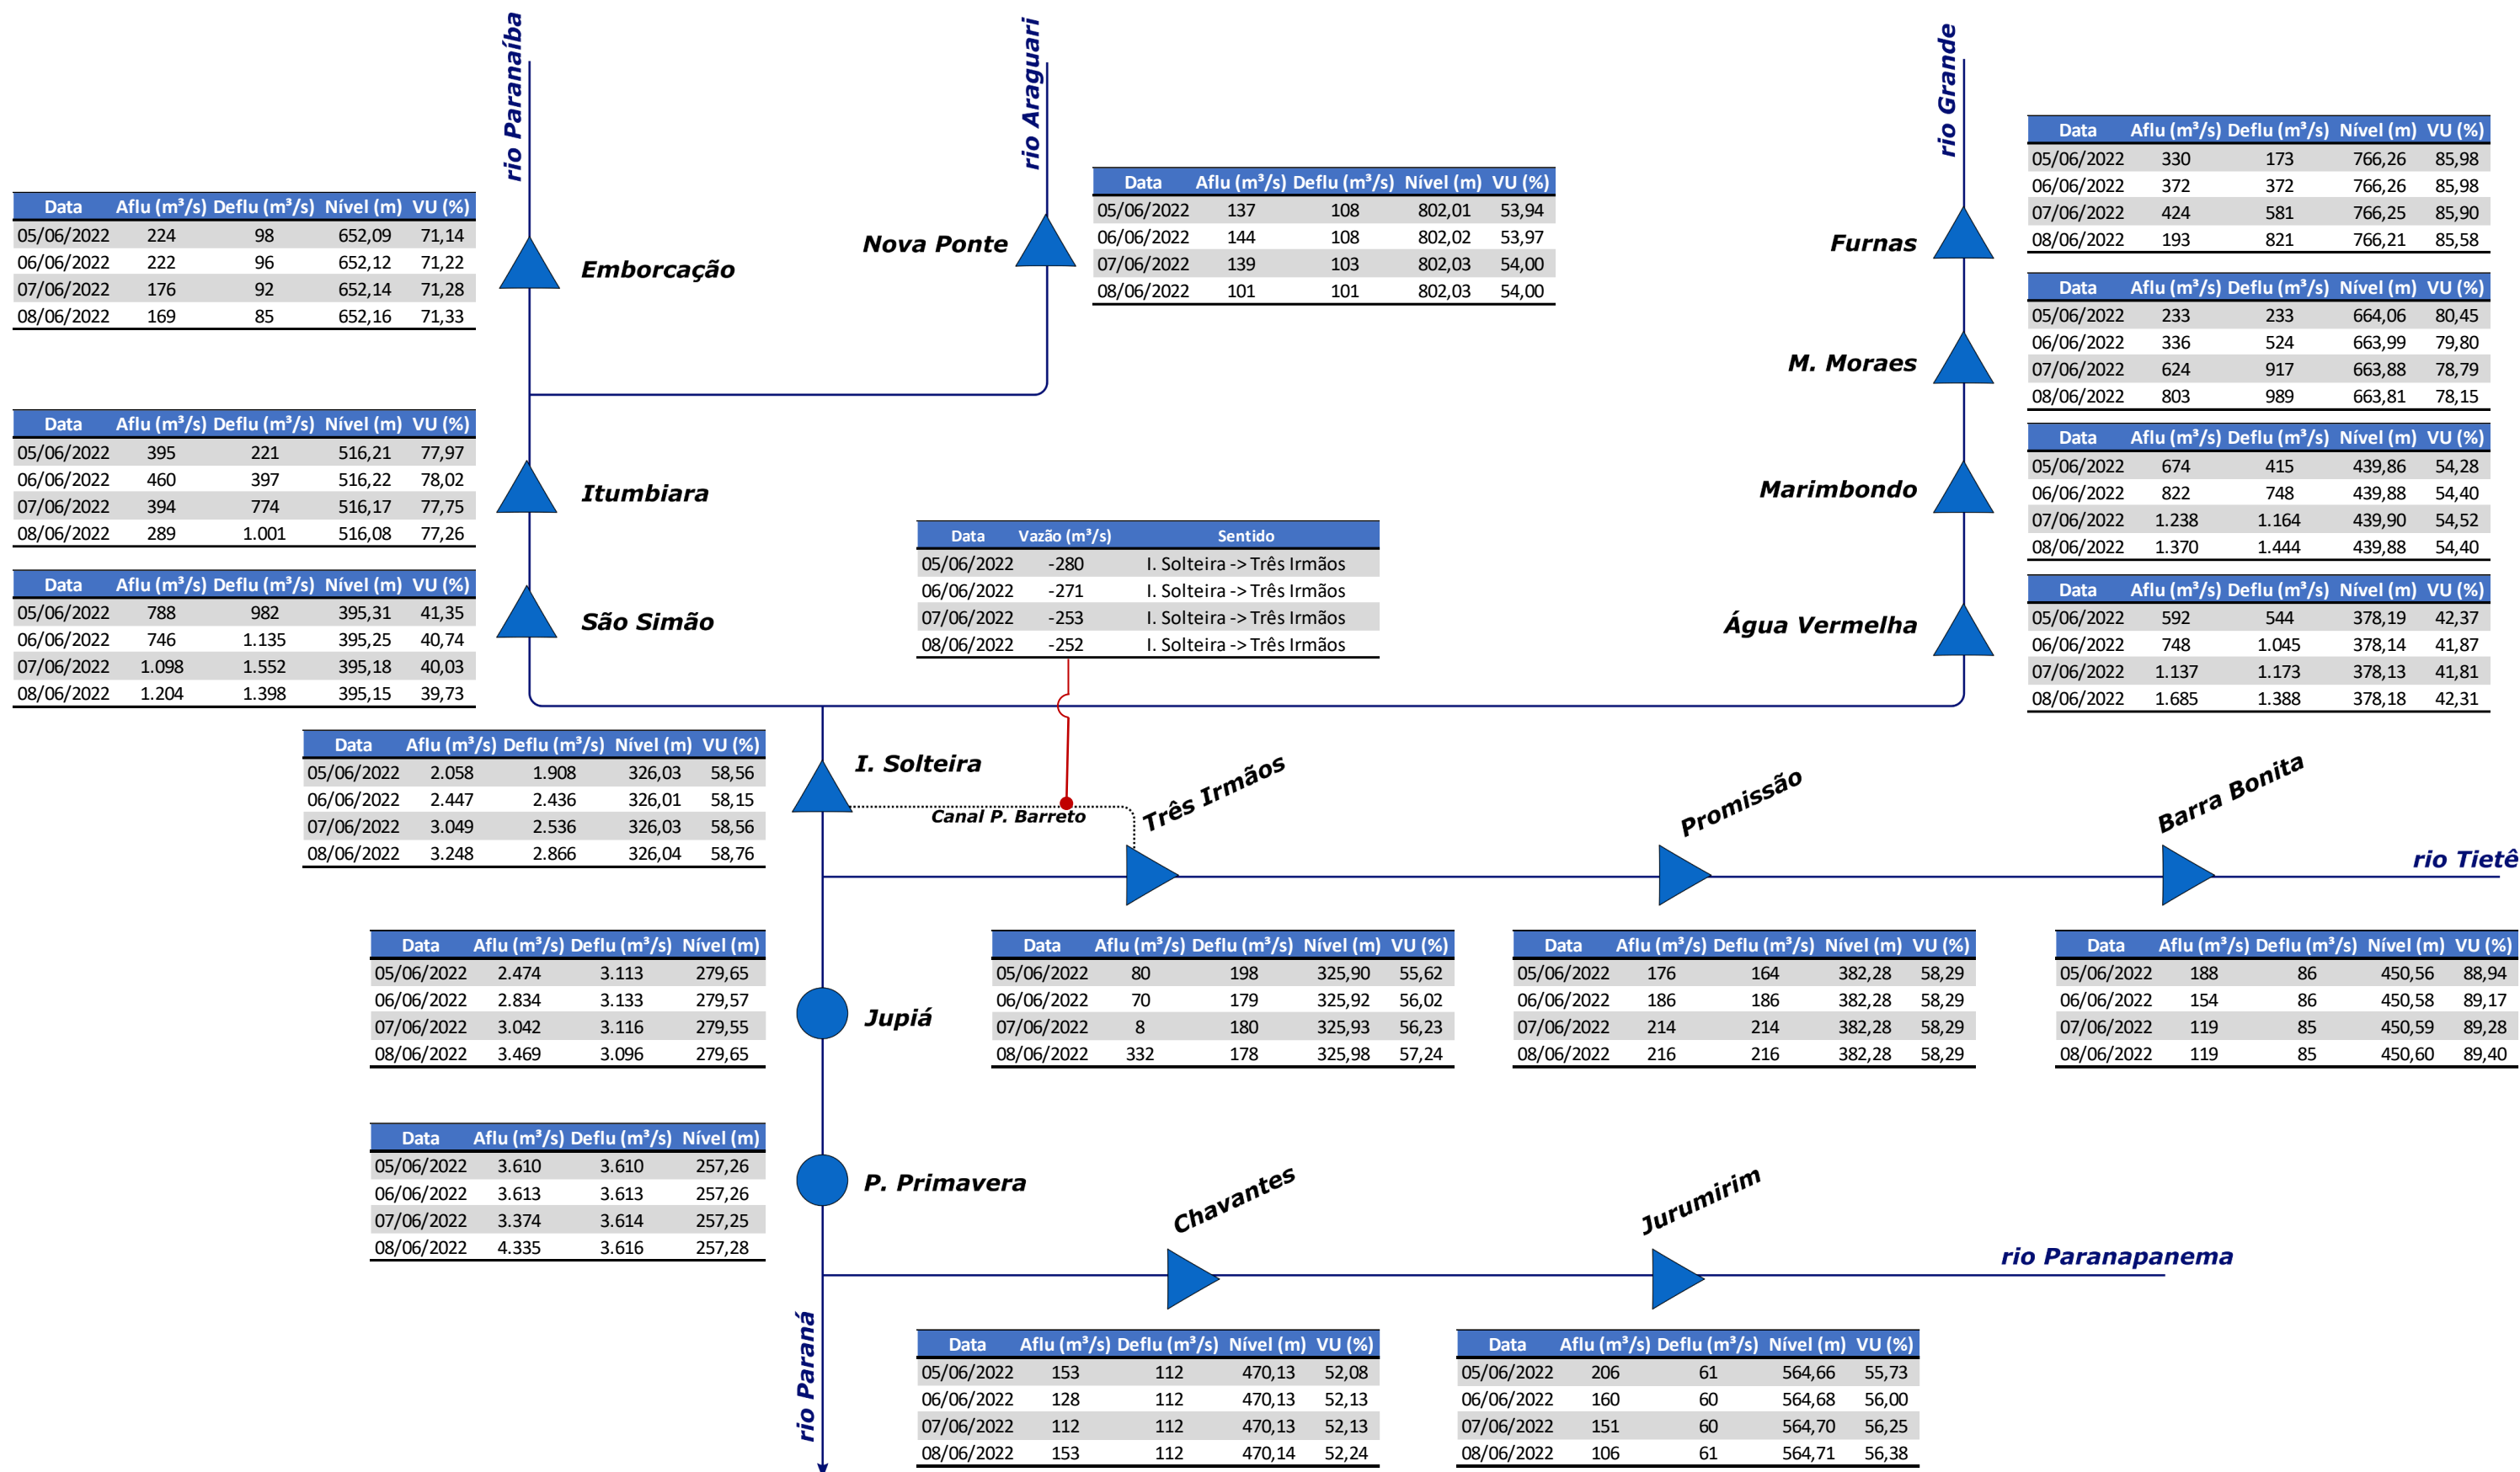 rio Paranaíba
rio Araguari
rio Grande
Data Aflu (m³/s) Deflu (m³/s) Nível (m) VU (%)
05/06/2022 224 98 652,09 71,14
06/06/2022 222 96 652,12 71,22
07/06/2022 176 92 652,14 71,28
08/06/2022 169 85 652,16 71,33
Emborcação
Nova Ponte
Data Aflu (m³/s) Deflu (m³/s) Nível (m) VU (%)
05/06/2022 137 108 802,01 53,94
06/06/2022 144 108 802,02 53,97
07/06/2022 139 103 802,03 54,00
08/06/2022 101 101 802,03 54,00
Furnas
Data Aflu (m³/s) Deflu (m³/s) Nível (m) VU (%)
05/06/2022 330 173 766,26 85,98
06/06/2022 372 372 766,26 85,98
07/06/2022 424 581 766,25 85,90
08/06/2022 193 821 766,21 85,58
M. Moraes
Data Aflu (m³/s) Deflu (m³/s) Nível (m) VU (%)
05/06/2022 233 233 664,06 80,45
06/06/2022 336 524 663,99 79,80
07/06/2022 624 917 663,88 78,79
08/06/2022 803 989 663,81 78,15
Data Aflu (m³/s) Deflu (m³/s) Nível (m) VU (%)
05/06/2022 395 221 516,21 77,97
06/06/2022 460 397 516,22 78,02
07/06/2022 394 774 516,17 77,75
08/06/2022 289 1.001 516,08 77,26
Itumbiara
Marimbondo
Data Aflu (m³/s) Deflu (m³/s) Nível (m) VU (%)
05/06/2022 674 415 439,86 54,28
06/06/2022 822 748 439,88 54,40
07/06/2022 1.238 1.164 439,90 54,52
08/06/2022 1.370 1.444 439,88 54,40
Data Aflu (m³/s) Deflu (m³/s) Nível (m) VU (%)
05/06/2022 788 982 395,31 41,35
06/06/2022 746 1.135 395,25 40,74
07/06/2022 1.098 1.552 395,18 40,03
08/06/2022 1.204 1.398 395,15 39,73
São Simão
Data Vazão (m³/s) Sentido
05/06/2022 -280 I. Solteira -> Três Irmãos
06/06/2022 -271 I. Solteira -> Três Irmãos
07/06/2022 -253 I. Solteira -> Três Irmãos
08/06/2022 -252 I. Solteira -> Três Irmãos
Água Vermelha
Data Aflu (m³/s) Deflu (m³/s) Nível (m) VU (%)
05/06/2022 592 544 378,19 42,37
06/06/2022 748 1.045 378,14 41,87
07/06/2022 1.137 1.173 378,13 41,81
08/06/2022 1.685 1.388 378,18 42,31
Data Aflu (m³/s) Deflu (m³/s) Nível (m) VU (%)
05/06/2022 2.058 1.908 326,03 58,56
06/06/2022 2.447 2.436 326,01 58,15
07/06/2022 3.049 2.536 326,03 58,56
08/06/2022 3.248 2.866 326,04 58,76
I. Solteira
Canal P. Barreto
Três Irmãos
Promissão
Barra Bonita
rio Tietê
Data Aflu (m³/s) Deflu (m³/s) Nível (m)
05/06/2022 2.474 3.113 279,65
06/06/2022 2.834 3.133 279,57
07/06/2022 3.042 3.116 279,55
08/06/2022 3.469 3.096 279,65
Jupiá
Data Aflu (m³/s) Deflu (m³/s) Nível (m) VU (%)
05/06/2022 80 198 325,90 55,62
06/06/2022 70 179 325,92 56,02
07/06/2022 8 180 325,93 56,23
08/06/2022 332 178 325,98 57,24
Data Aflu (m³/s) Deflu (m³/s) Nível (m) VU (%)
05/06/2022 176 164 382,28 58,29
06/06/2022 186 186 382,28 58,29
07/06/2022 214 214 382,28 58,29
08/06/2022 216 216 382,28 58,29
Data Aflu (m³/s) Deflu (m³/s) Nível (m) VU (%)
05/06/2022 188 86 450,56 88,94
06/06/2022 154 86 450,58 89,17
07/06/2022 119 85 450,59 89,28
08/06/2022 119 85 450,60 89,40
Data Aflu (m³/s) Deflu (m³/s) Nível (m)
05/06/2022 3.610 3.610 257,26
06/06/2022 3.613 3.613 257,26
07/06/2022 3.374 3.614 257,25
08/06/2022 4.335 3.616 257,28
P. Primavera
Chavantes
Jurumirim
rio Paranapanema
rio Paraná
Data Aflu (m³/s) Deflu (m³/s) Nível (m) VU (%)
05/06/2022 153 112 470,13 52,08
06/06/2022 128 112 470,13 52,13
07/06/2022 112 112 470,13 52,13
08/06/2022 153 112 470,14 52,24
Data Aflu (m³/s) Deflu (m³/s) Nível (m) VU (%)
05/06/2022 206 61 564,66 55,73
06/06/2022 160 60 564,68 56,00
07/06/2022 151 60 564,70 56,25
08/06/2022 106 61 564,71 56,38